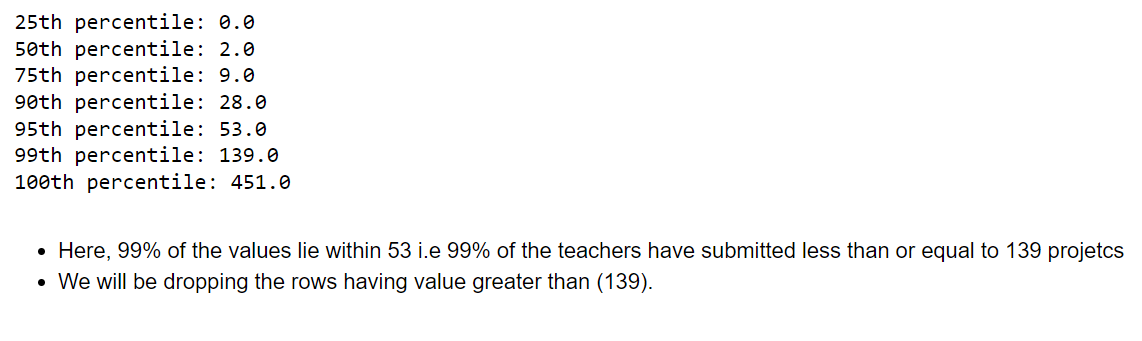 25th percentile: 0.0
50th percentile: 2.0
75th percentile: 9.0
90th percentile: 28.0
95th percentile: 53.0
99th percentile: 139.0
100th percentile: 451.0
• Here, 99% of the values lie within 53 i.e 99% of the teachers have submitted less than or equal to 139 projetcs
• We will be dropping the rows having value greater than (139).